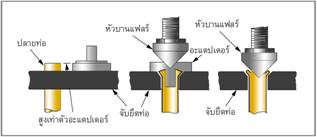 ปลายท่อ
สูงเท่าตัวอะแดปเตอร์
หัวบานแฟลร์
อะแดปเตอร์
จับยึดท่อ
หัวบานแฟลร์
จับยึดท่อ